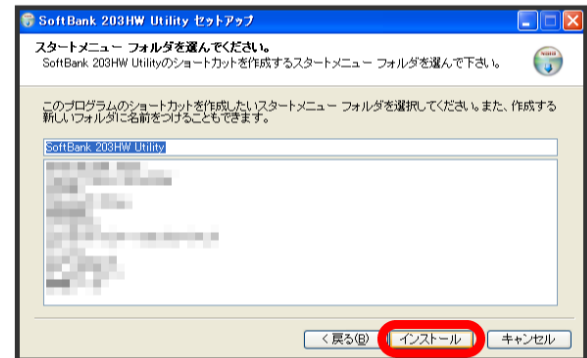 SoftBank 203HW Utility セットアップ
スタートメニュー フォルダを選んでください。
SoftBank 203HW Utilityのショートカットを作成するスタートメニュー フォルダを選んで下さい。
このプログラムのショートカットを作成したいスタートメニュー フォルダを選択してください。また、作成する
新しいフォルダに名前をつけることもできます。
SoftBank 203HW Utility
< 戻る(B)
インストール
キャンセル